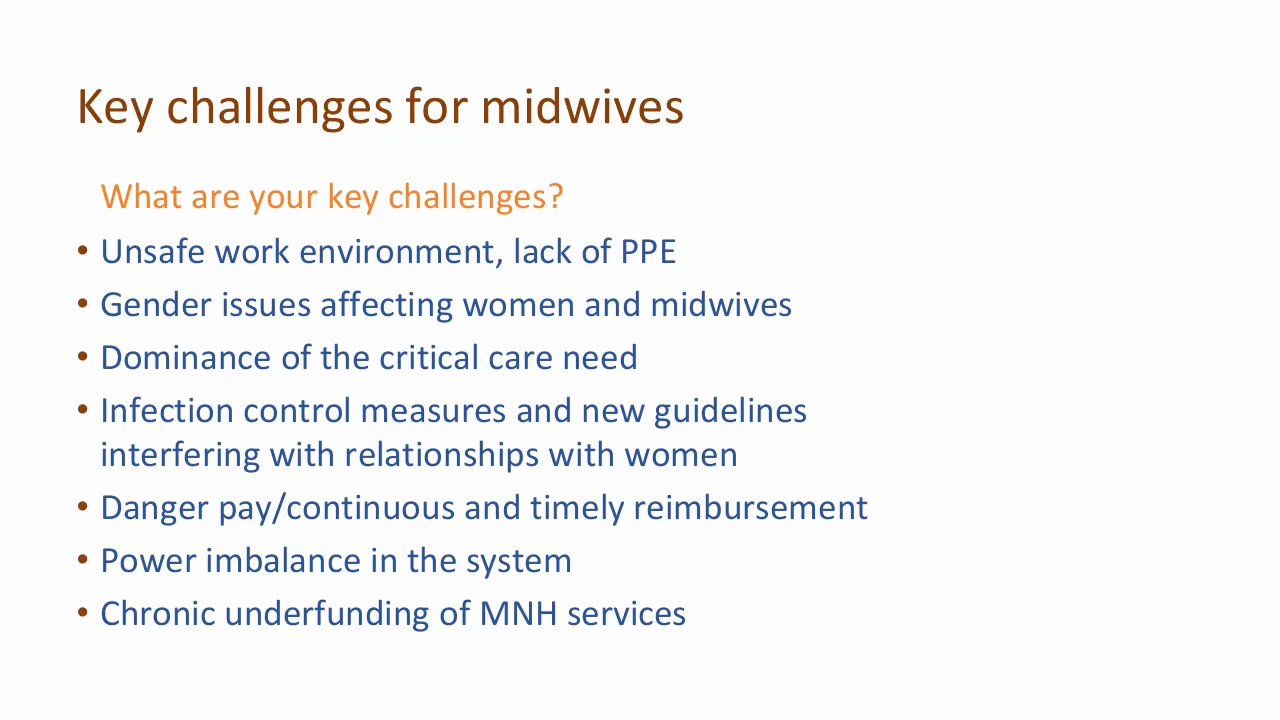 Key challenges for midwives
What are your key challenges?
• Unsafe work environment, lack of PPE
• Gender issues affecting women and midwives
• Dominance of the critical care need
• Infection control measures and new guidelines
interfering with relationships with women
• Danger pay/continuous and timely reimbursement
• Power imbalance in the system
• Chronic underfunding of MNH services